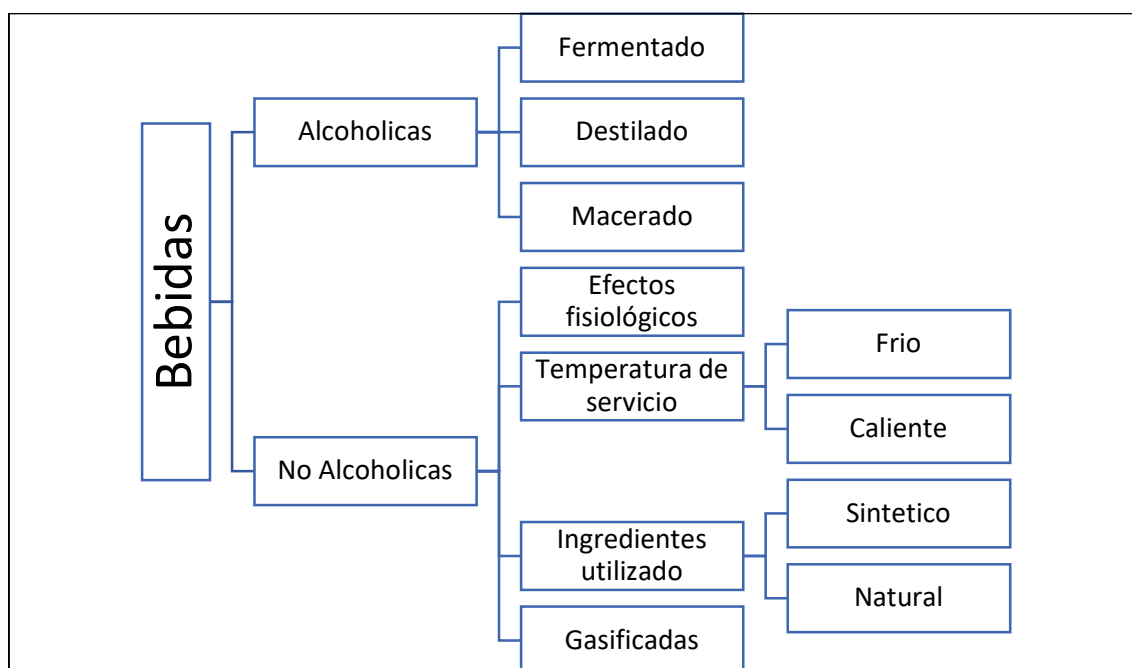 Bebidas
Alcoholicas
Fermentado
Destilado
Macerado
No Alcoholicas
Efectos
fisiológicos
Temperatura de
servicio
Frio
Caliente
Ingredientes
utilizado
Sintetico
Natural
Gasificadas